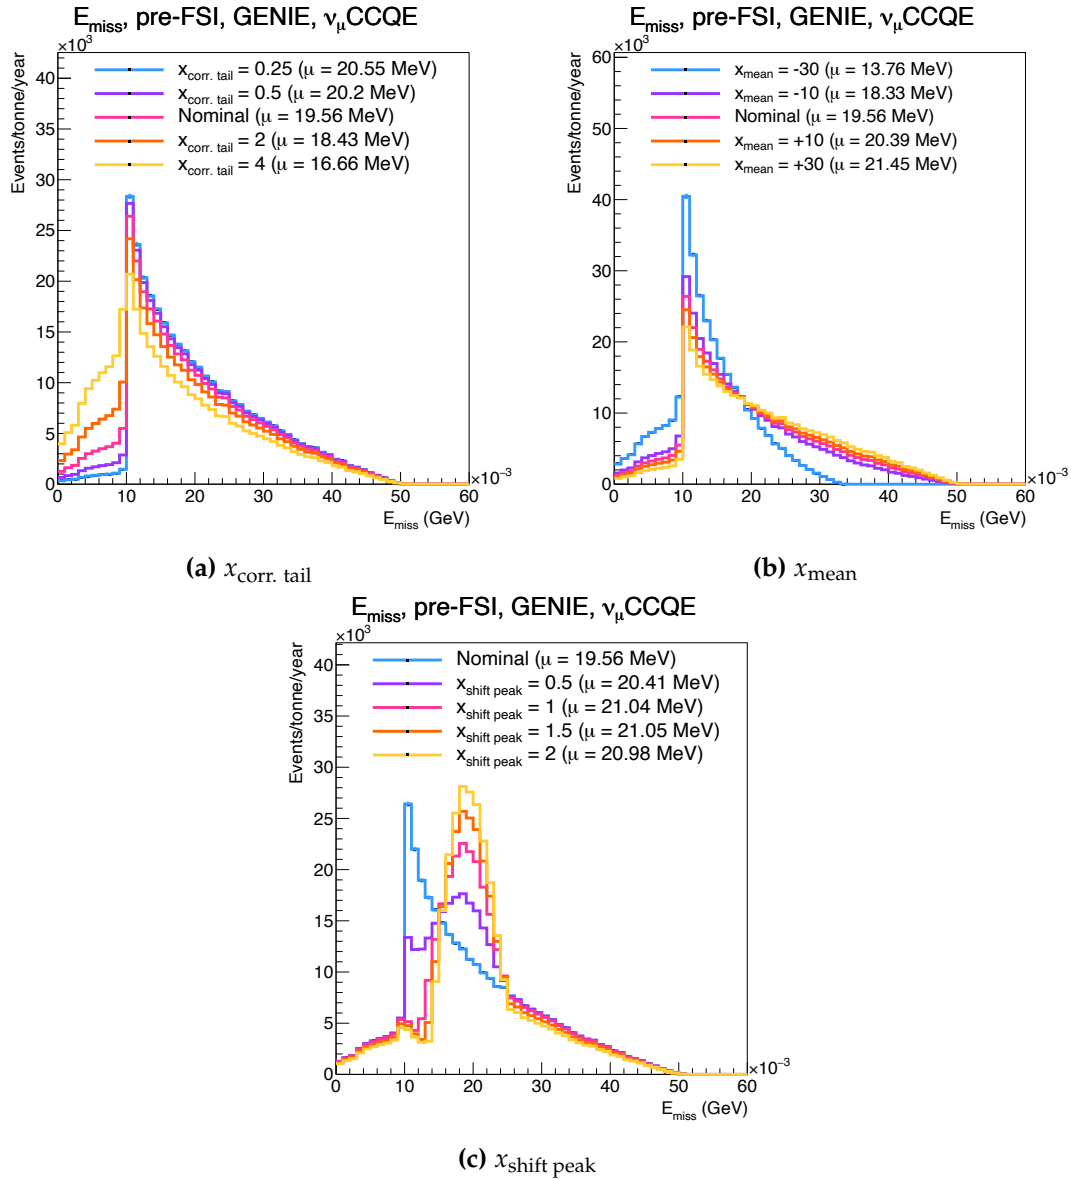 E_miss, pre-FSI, GENIE, ν_μCCQE
×10³
Events/tonne/year
x_corr. tail = 0.25 (μ = 20.55 MeV)
x_corr. tail = 0.5 (μ = 20.2 MeV)
Nominal (μ = 19.56 MeV)
x_corr. tail = 2 (μ = 18.43 MeV)
x_corr. tail = 4 (μ = 16.66 MeV)
40
35
30
25
20
15
10
5
0
0 10 20 30 40 50 60
×10⁻³
E_miss (GeV)
(a) x_corr. tail
E_miss, pre-FSI, GENIE, ν_μCCQE
×10³
Events/tonne/year
x_mean = -30 (μ = 13.76 MeV)
x_mean = -10 (μ = 18.33 MeV)
Nominal (μ = 19.56 MeV)
x_mean = +10 (μ = 20.39 MeV)
x_mean = +30 (μ = 21.45 MeV)
60
50
40
30
20
10
0
0 10 20 30 40 50 60
×10⁻³
E_miss (GeV)
(b) x_mean
E_miss, pre-FSI, GENIE, ν_μCCQE
×10³
Events/tonne/year
Nominal (μ = 19.56 MeV)
x_shift peak = 0.5 (μ = 20.41 MeV)
x_shift peak = 1 (μ = 21.04 MeV)
x_shift peak = 1.5 (μ = 21.05 MeV)
x_shift peak = 2 (μ = 20.98 MeV)
40
35
30
25
20
15
10
5
0
0 10 20 30 40 50 60
×10⁻³
E_miss (GeV)
(c) x_shift peak